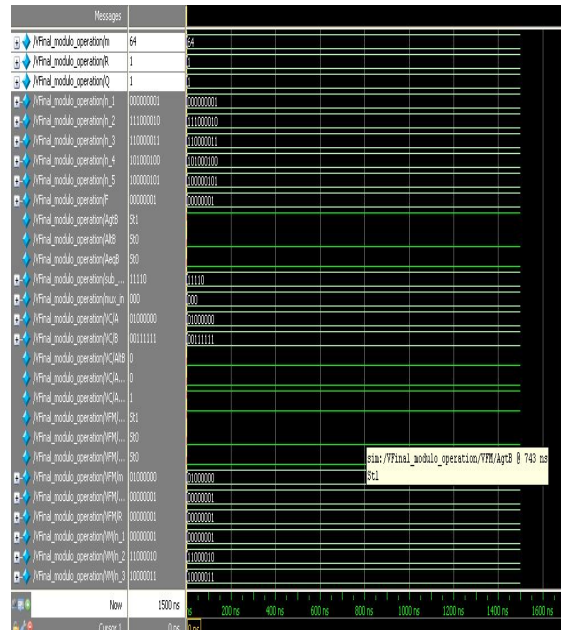 Messages
/VFinal_modulo_operation/m 64 64
/VFinal_modulo_operation/R 1 1
/VFinal_modulo_operation/Q 1 1
/VFinal_modulo_operation/n_1 000000001 000000001
/VFinal_modulo_operation/n_2 111000010 111000010
/VFinal_modulo_operation/n_3 110000011 110000011
/VFinal_modulo_operation/n_4 101000100 101000100
/VFinal_modulo_operation/n_5 100000101 100000101
/VFinal_modulo_operation/F 00000001 00000001
/VFinal_modulo_operation/AgtB St1
/VFinal_modulo_operation/AltB St0
/VFinal_modulo_operation/AeqB St0
/VFinal_modulo_operation/sub_... 11110 11110
/VFinal_modulo_operation/mux_in 000 000
/VFinal_modulo_operation/VC/A 01000000 01000000
/VFinal_modulo_operation/VC/B 00111111 00111111
/VFinal_modulo_operation/VC/AltB 0
/VFinal_modulo_operation/VC/A... 0
/VFinal_modulo_operation/VC/A... 1
/VFinal_modulo_operation/VFM/... St1
/VFinal_modulo_operation/VFM/... St0
/VFinal_modulo_operation/VFM/... St0
sim:/VFinal_modulo_operation/VFM/AgtB @ 743 ns
St1
/VFinal_modulo_operation/VFM/m 01000000 01000000
/VFinal_modulo_operation/VFM/... 00000001 00000001
/VFinal_modulo_operation/VFM/R 00000001 00000001
/VFinal_modulo_operation/VM/n_1 00000001 00000001
/VFinal_modulo_operation/VM/n_2 11000010 11000010
/VFinal_modulo_operation/VM/n_3 10000011 10000011
Now 1500 ns ns 200 ns 400 ns 600 ns 800 ns 1000 ns 1200 ns 1400 ns 1600 ns
Cursor 1 0 ns 0 ns